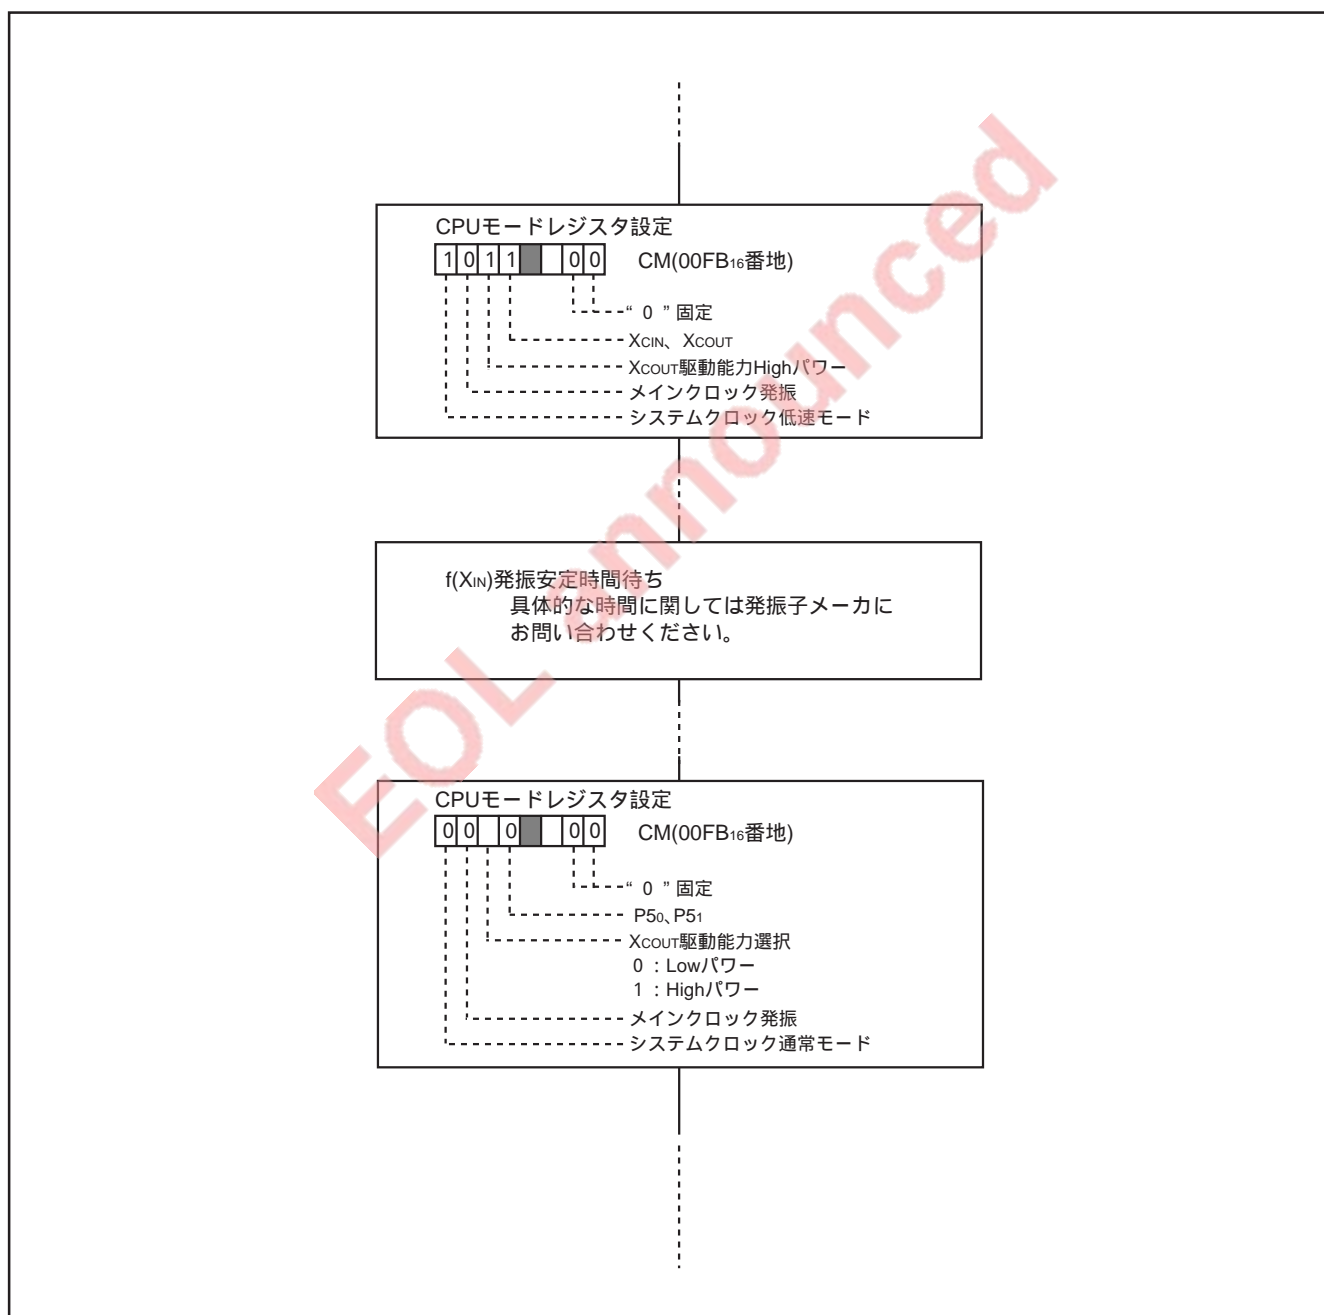 CPUモードレジスタ設定
1 0 1 1 0 0 CM(00FB16番地)
“ 0 ” 固定
XCIN、XCOUT
XCOUT駆動能力Highパワー
メインクロック発振
システムクロック低速モード
f(XIN)発振安定時間待ち
具体的な時間に関しては発振子メーカに
お問い合わせください。
CPUモードレジスタ設定
0 0 0 0 0 CM(00FB16番地)
“ 0 ” 固定
P50、P51
XCOUT駆動能力選択
0 : Lowパワー
1 : Highパワー
メインクロック発振
システムクロック通常モード
EOL announced